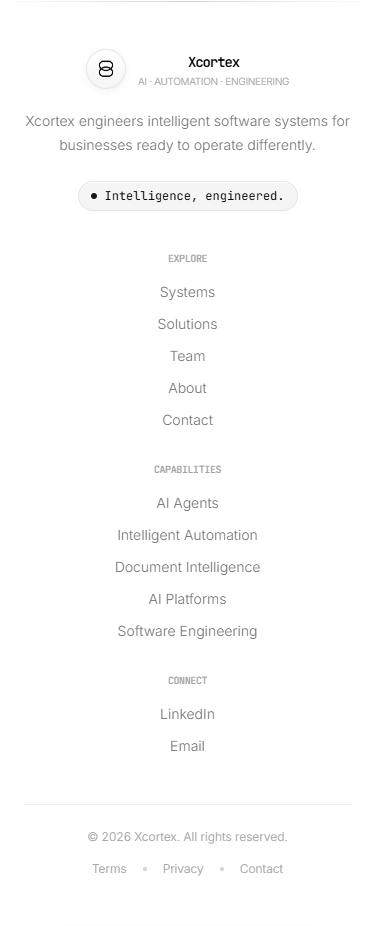 Xcortex
AI · AUTOMATION · ENGINEERING
Xcortex engineers intelligent software systems for
businesses ready to operate differently.
Intelligence, engineered.
EXPLORE
Systems
Solutions
Team
About
Contact
CAPABILITIES
AI Agents
Intelligent Automation
Document Intelligence
AI Platforms
Software Engineering
CONNECT
LinkedIn
Email
© 2026 Xcortex. All rights reserved.
Terms • Privacy • Contact